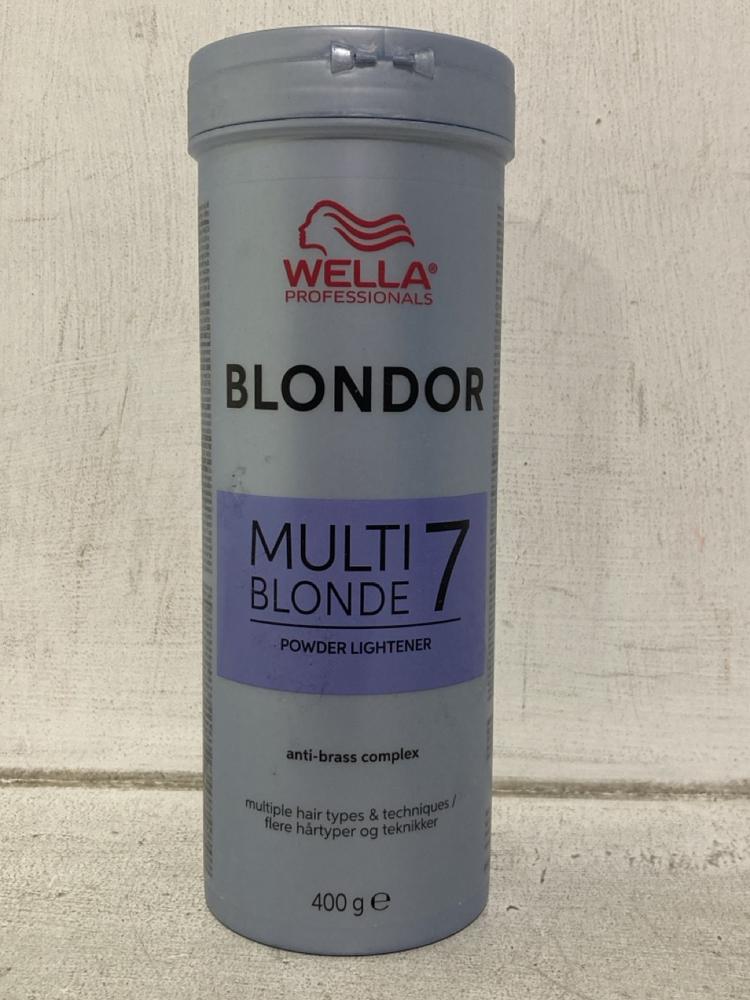 WELLA®
PROFESSIONALS
BLONDOR
MULTI 7
BLONDE
POWDER LIGHTENER
anti-brass complex
multiple hair types & techniques /
flere hårtyper og teknikker
400 g ℮